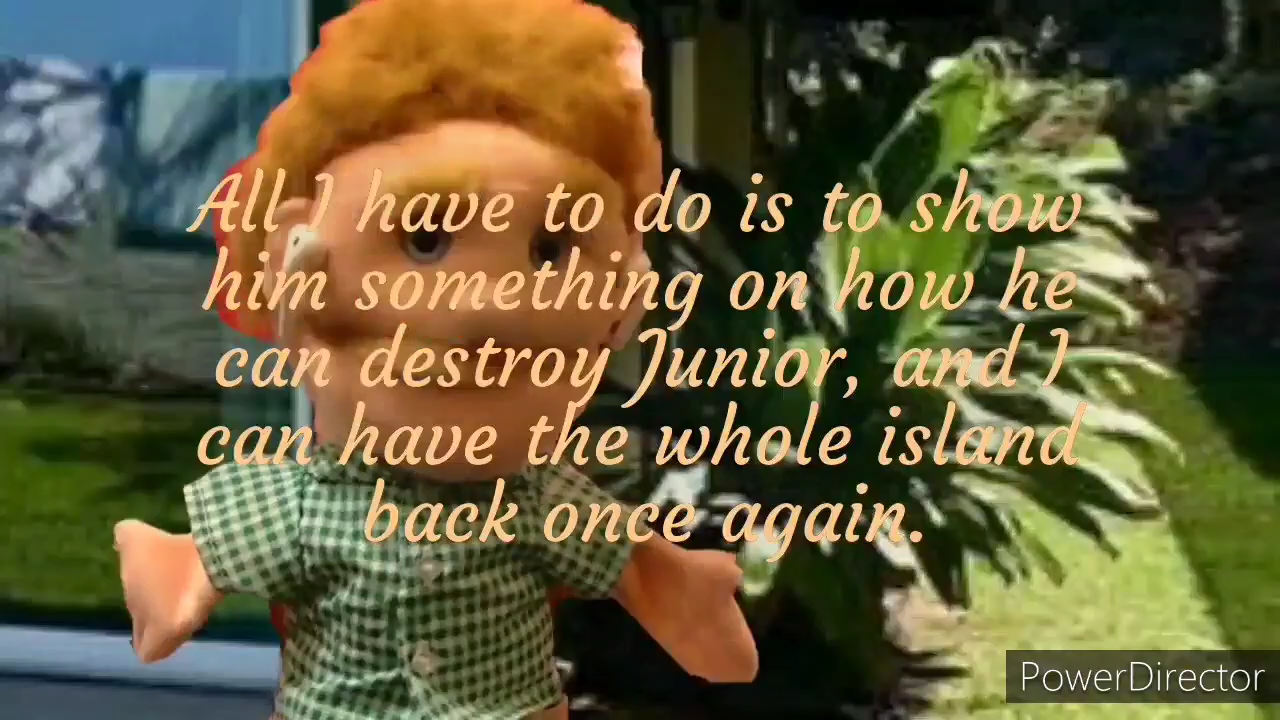 All I have to do is to show
him something on how he
can destroy Junior, and I
can have the whole island
back once again.
PowerDirector